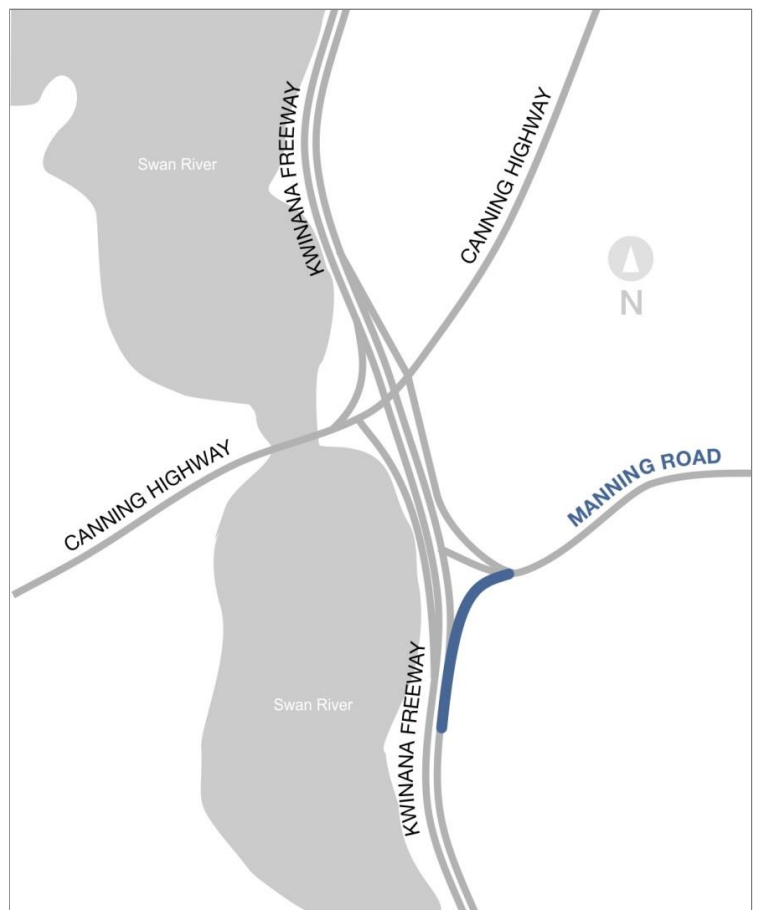 KWINANA FREEWAY
CANNING HIGHWAY
Swan River
N
CANNING HIGHWAY
MANNING ROAD
KWINANA FREEWAY
Swan River